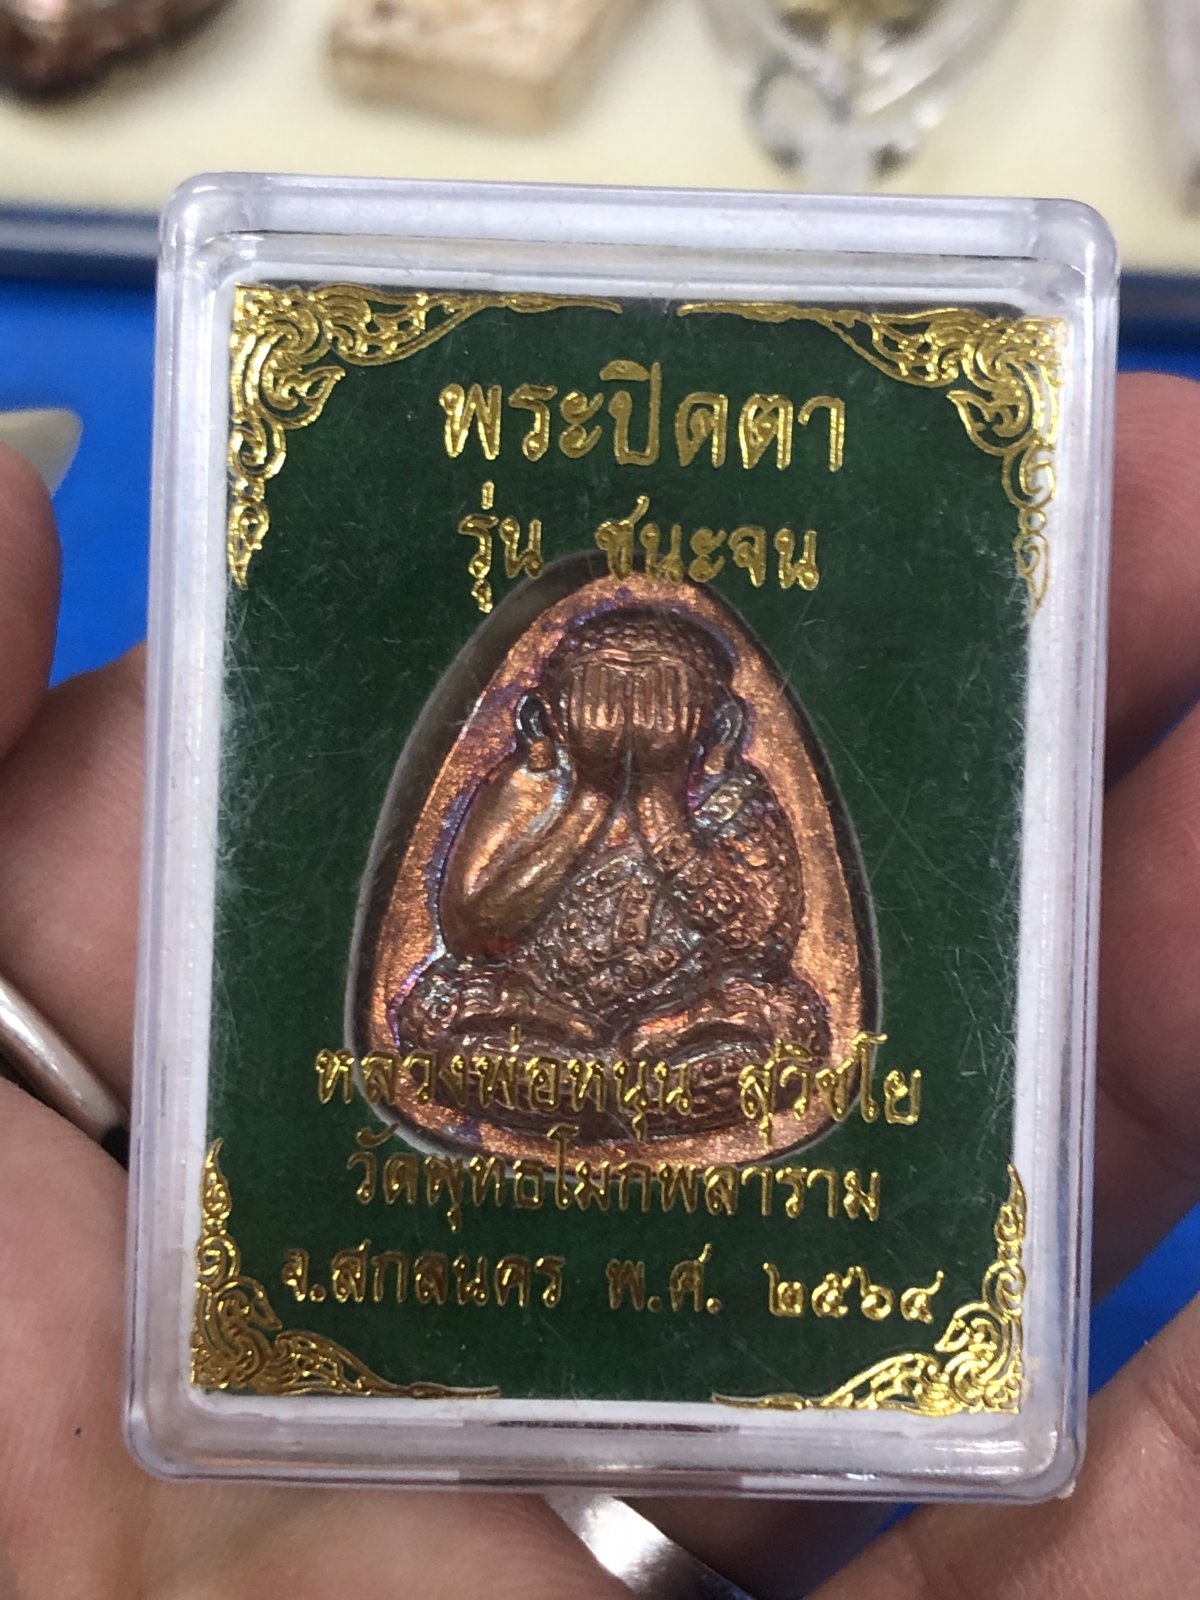 พระปิดตา
รุ่น ชนะจน
หลวงพ่อหนุน สุวิชโย
วัดพุทธโมกพลาราม
จ.สกลนคร พ.ศ. ๒๕๖๔